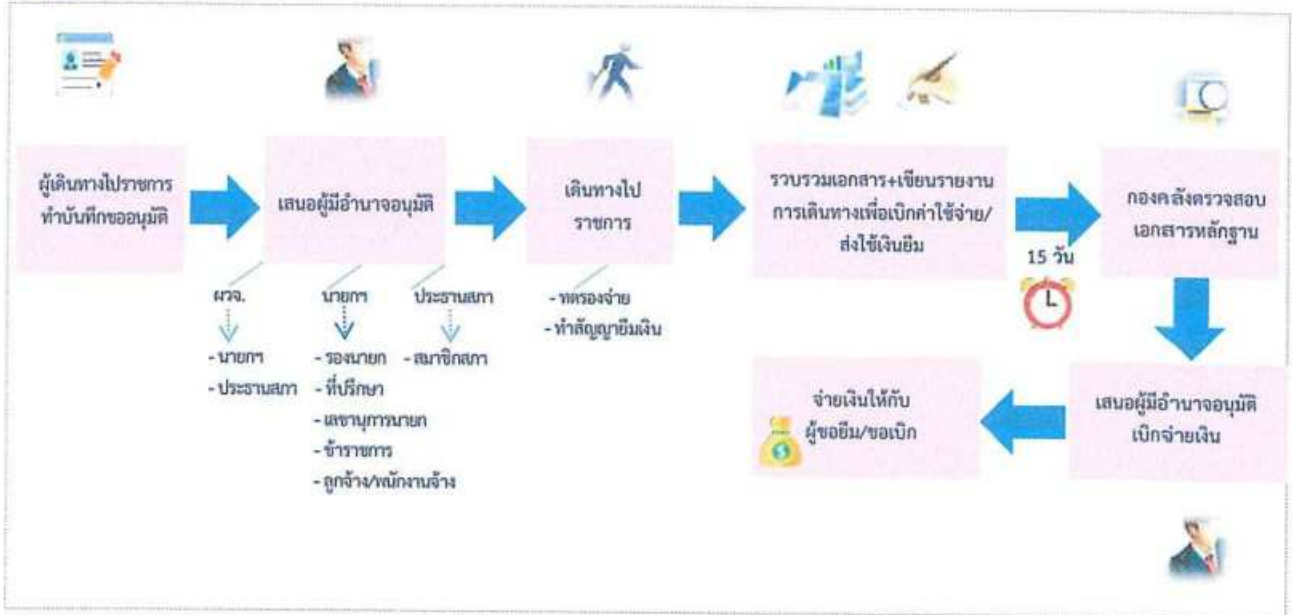 ผู้เดินทางไปราชการ
ทำบันทึกขออนุมัติ
เสนอผู้มีอำนาจอนุมัติ
ผวจ.
- นายกฯ
- ประธานสภา
นายกฯ
- รองนายก
- ที่ปรึกษา
- เลขานุการนายก
- ข้าราชการ
- ลูกจ้าง/พนักงานจ้าง
ประธานสภา
- สมาชิกสภา
เดินทางไป
ราชการ
- ทดรองจ่าย
- ทำสัญญายืมเงิน
รวบรวมเอกสาร+เขียนรายงาน
การเดินทางเพื่อเบิกค่าใช้จ่าย/
ส่งใช้เงินยืม
15 วัน
กองคลังตรวจสอบ
เอกสารหลักฐาน
เสนอผู้มีอำนาจอนุมัติ
เบิกจ่ายเงิน
จ่ายเงินให้กับ
ผู้ขอยืม/ขอเบิก